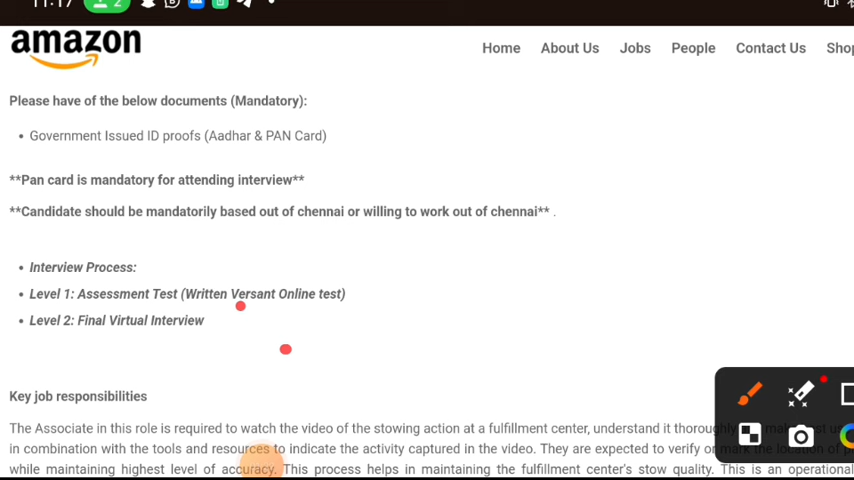 11:17
2
amazon
Home About Us Jobs People Contact Us Shop
Please have of the below documents (Mandatory):
• Government Issued ID proofs (Aadhar & PAN Card)
**Pan card is mandatory for attending interview**
**Candidate should be mandatorily based out of chennai or willing to work out of chennai** .
• Interview Process:
• Level 1: Assessment Test (Written Versant Online test)
• Level 2: Final Virtual Interview
Key job responsibilities
The Associate in this role is required to watch the video of the stowing action at a fulfillment center, understand it thoroughly
in combination with the tools and resources to indicate the activity captured in the video. They are expected to verify or mark the location of
while maintaining highest level of accuracy. This process helps in maintaining the fulfillment center's stow quality. This is an operational